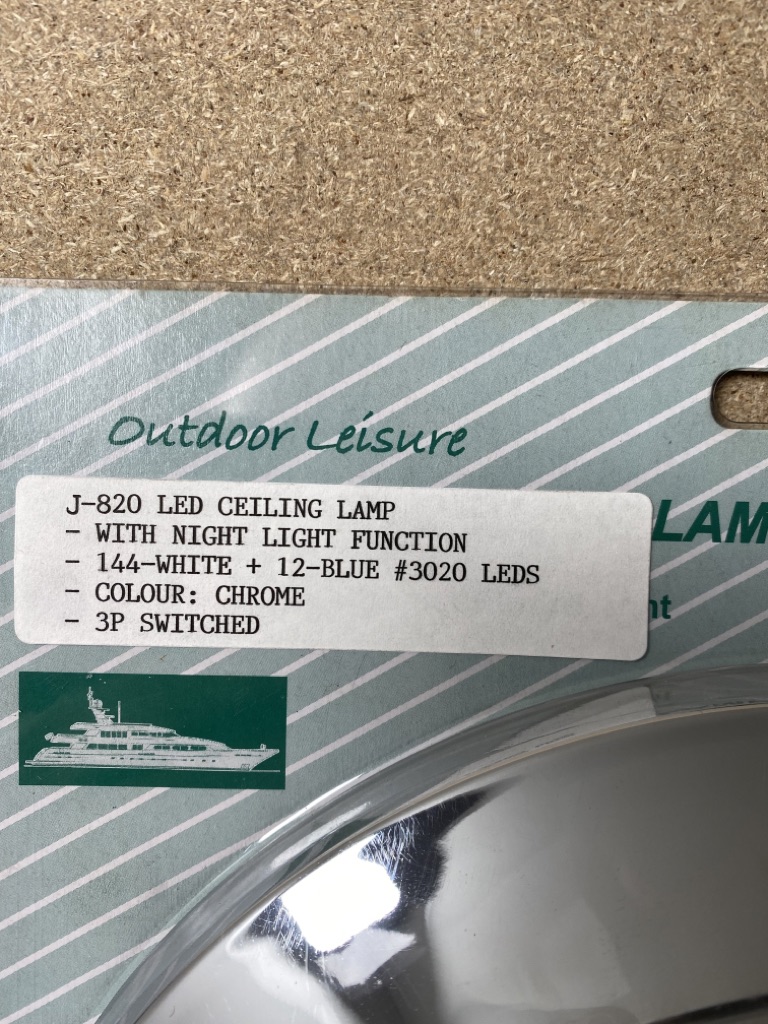 Outdoor Leisure
J-820 LED CEILING LAMP
- WITH NIGHT LIGHT FUNCTION
- 144-WHITE + 12-BLUE #3020 LEDS
- COLOUR: CHROME
- 3P SWITCHED